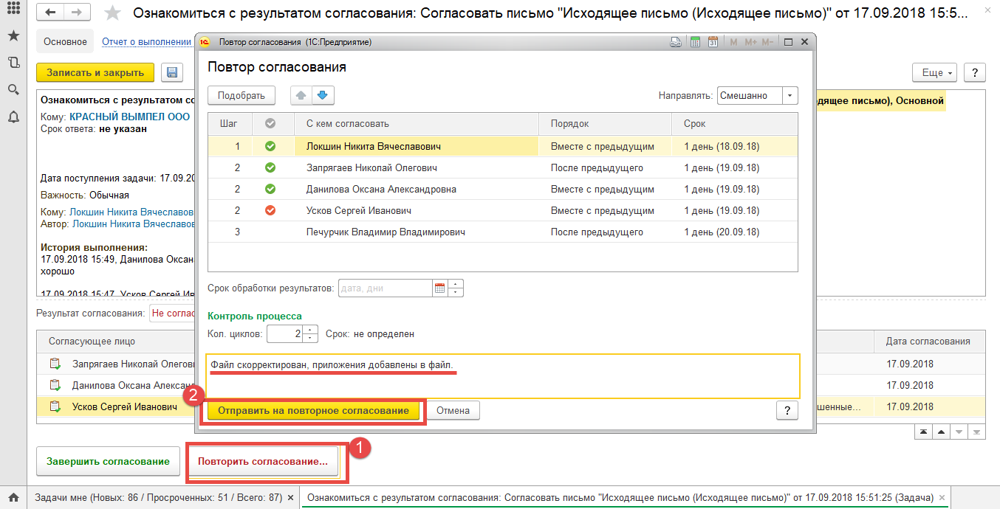 Ознакомиться с результатом согласования: Согласовать письмо "Исходящее письмо (Исходящее письмо)" от 17.09.2018 15:5...
Основное Отчет о выполнении
Записать и закрыть
Еще
?
Ознакомиться с результатом со
дящее письмо), Основной
Кому: КРАСНЫЙ ВЫМПЕЛ ООО
Срок ответа: не указан
Дата поступления задачи: 17.09.20
Важность: Обычная
Кому: Локшин Никита Вячеславов
Автор: Локшин Никита Вячеславов
История выполнения:
17.09.2018 15:49, Данилова Оксан
хорошо
17.09.2018 15:47, Усков Сергей Ив
Результат согласования: Не соглас
Согласующее лицо
Дата согласования
Запрягаев Николай Олегови
17.09.2018
Данилова Оксана Александ
17.09.2018
Усков Сергей Иванович
шенные...
17.09.2018
Повтор согласования (1С:Предприятие)
M M+ M-
31
Повтор согласования
Подобрать
Направлять: Смешанно
Шаг С кем согласовать Порядок Срок
1 Локшин Никита Вячеславович Вместе с предыдущим 1 день (18.09.18)
2 Запрягаев Николай Олегович После предыдущего 1 день (19.09.18)
2 Данилова Оксана Александровна Вместе с предыдущим 1 день (19.09.18)
2 Усков Сергей Иванович Вместе с предыдущим 1 день (19.09.18)
3 Печурчик Владимир Владимирович После предыдущего 1 день (20.09.18)
Срок обработки результатов: дата, дни
Контроль процесса
Кол. циклов: 2 Срок: не определен
Файл скорректирован, приложения добавлены в файл.
2
Отправить на повторное согласование Отмена ?
1
Завершить согласование Повторить согласование...
Задачи мне (Новых: 86 / Просроченных: 51 / Всего: 87) Ознакомиться с результатом согласования: Согласовать письмо "Исходящее письмо (Исходящее письмо)" от 17.09.2018 15:51:25 (Задача)